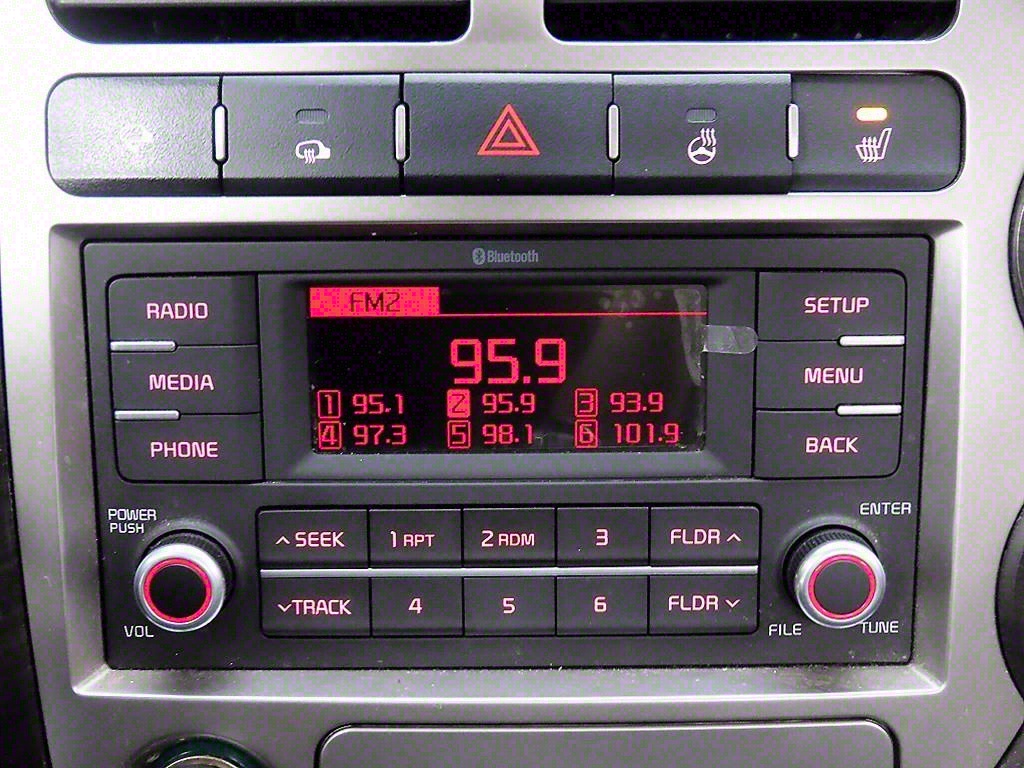 Bluetooth
RADIO
MEDIA
PHONE
FM2
95.9
1 95.1 2 95.9 3 93.9
4 97.3 5 98.1 6 101.9
SETUP
MENU
BACK
POWER
PUSH
VOL
SEEK 1 RPT 2 RDM 3 FLDR
TRACK 4 5 6 FLDR
ENTER
FILE TUNE